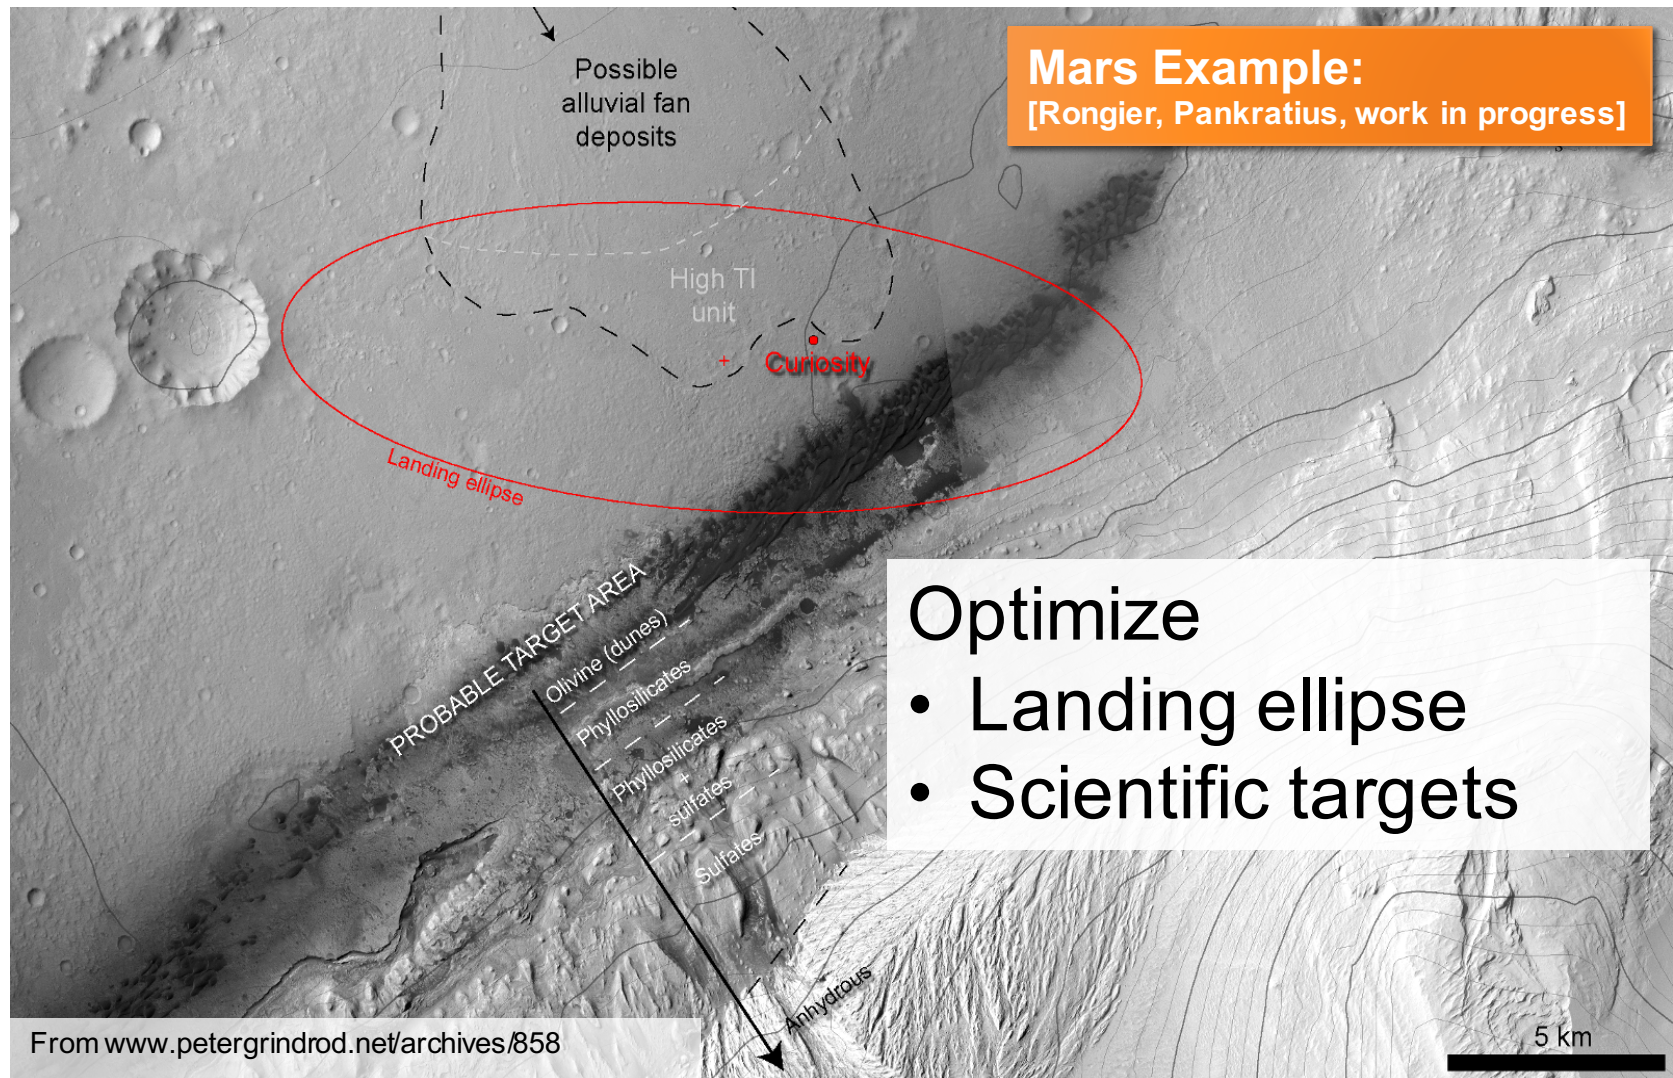 Mars Example:
[Rongier, Pankratius, work in progress]
Possible
alluvial fan
deposits
High TI
unit
+
Curiosity
Landing ellipse
PROBABLE TARGET AREA
Olivine (dunes)
Phyllosilicates
Phyllosilicates
+
sulfates
Sulfates
Anhydrous
Optimize
• Landing ellipse
• Scientific targets
From www.petergrindrod.net/archives/858
5 km